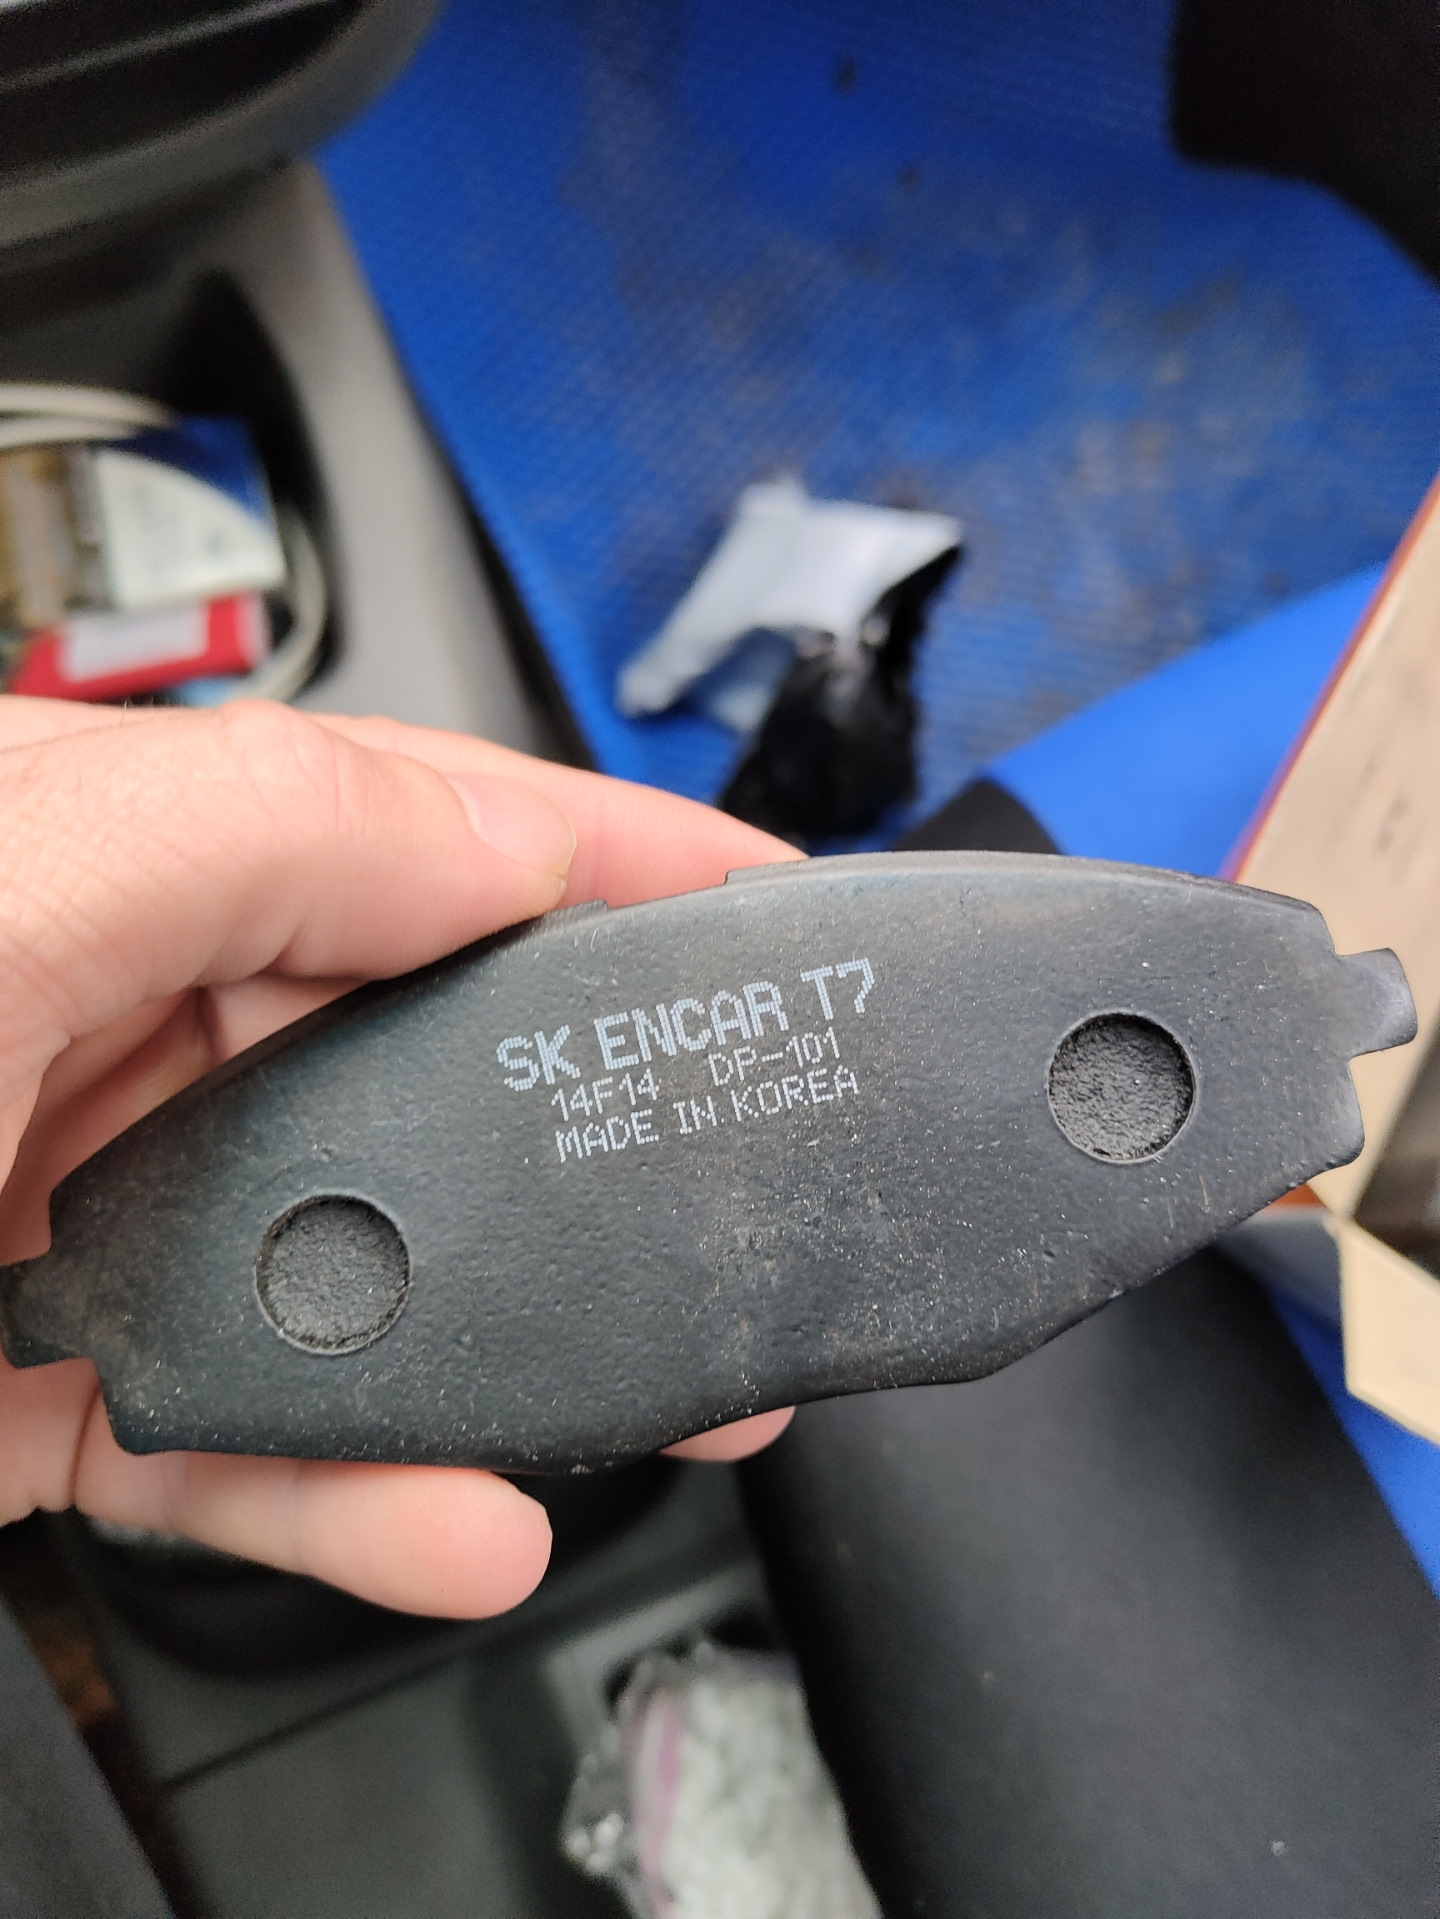 SK ENCAR T7
14F14 DP-101
MADE IN KOREA